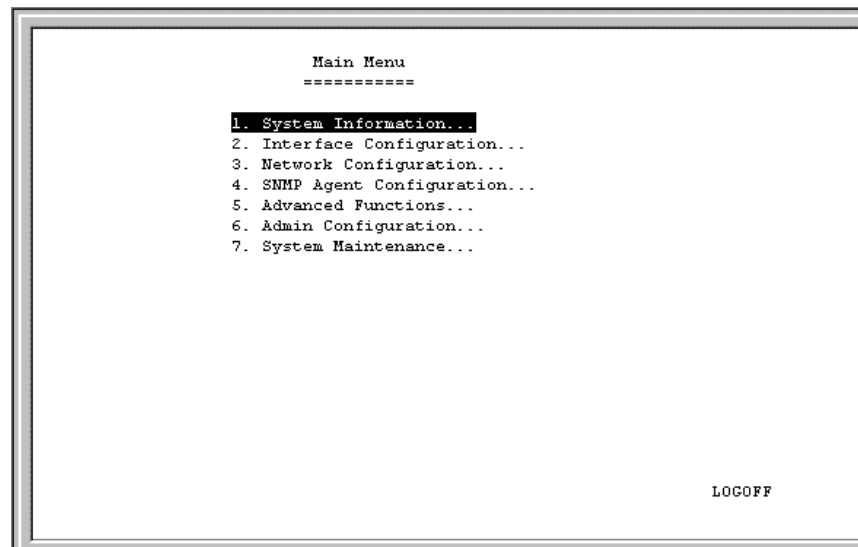 Main Menu
===========
1. System Information...
2. Interface Configuration...
3. Network Configuration...
4. SNMP Agent Configuration...
5. Advanced Functions...
6. Admin Configuration...
7. System Maintenance...
LOGOFF